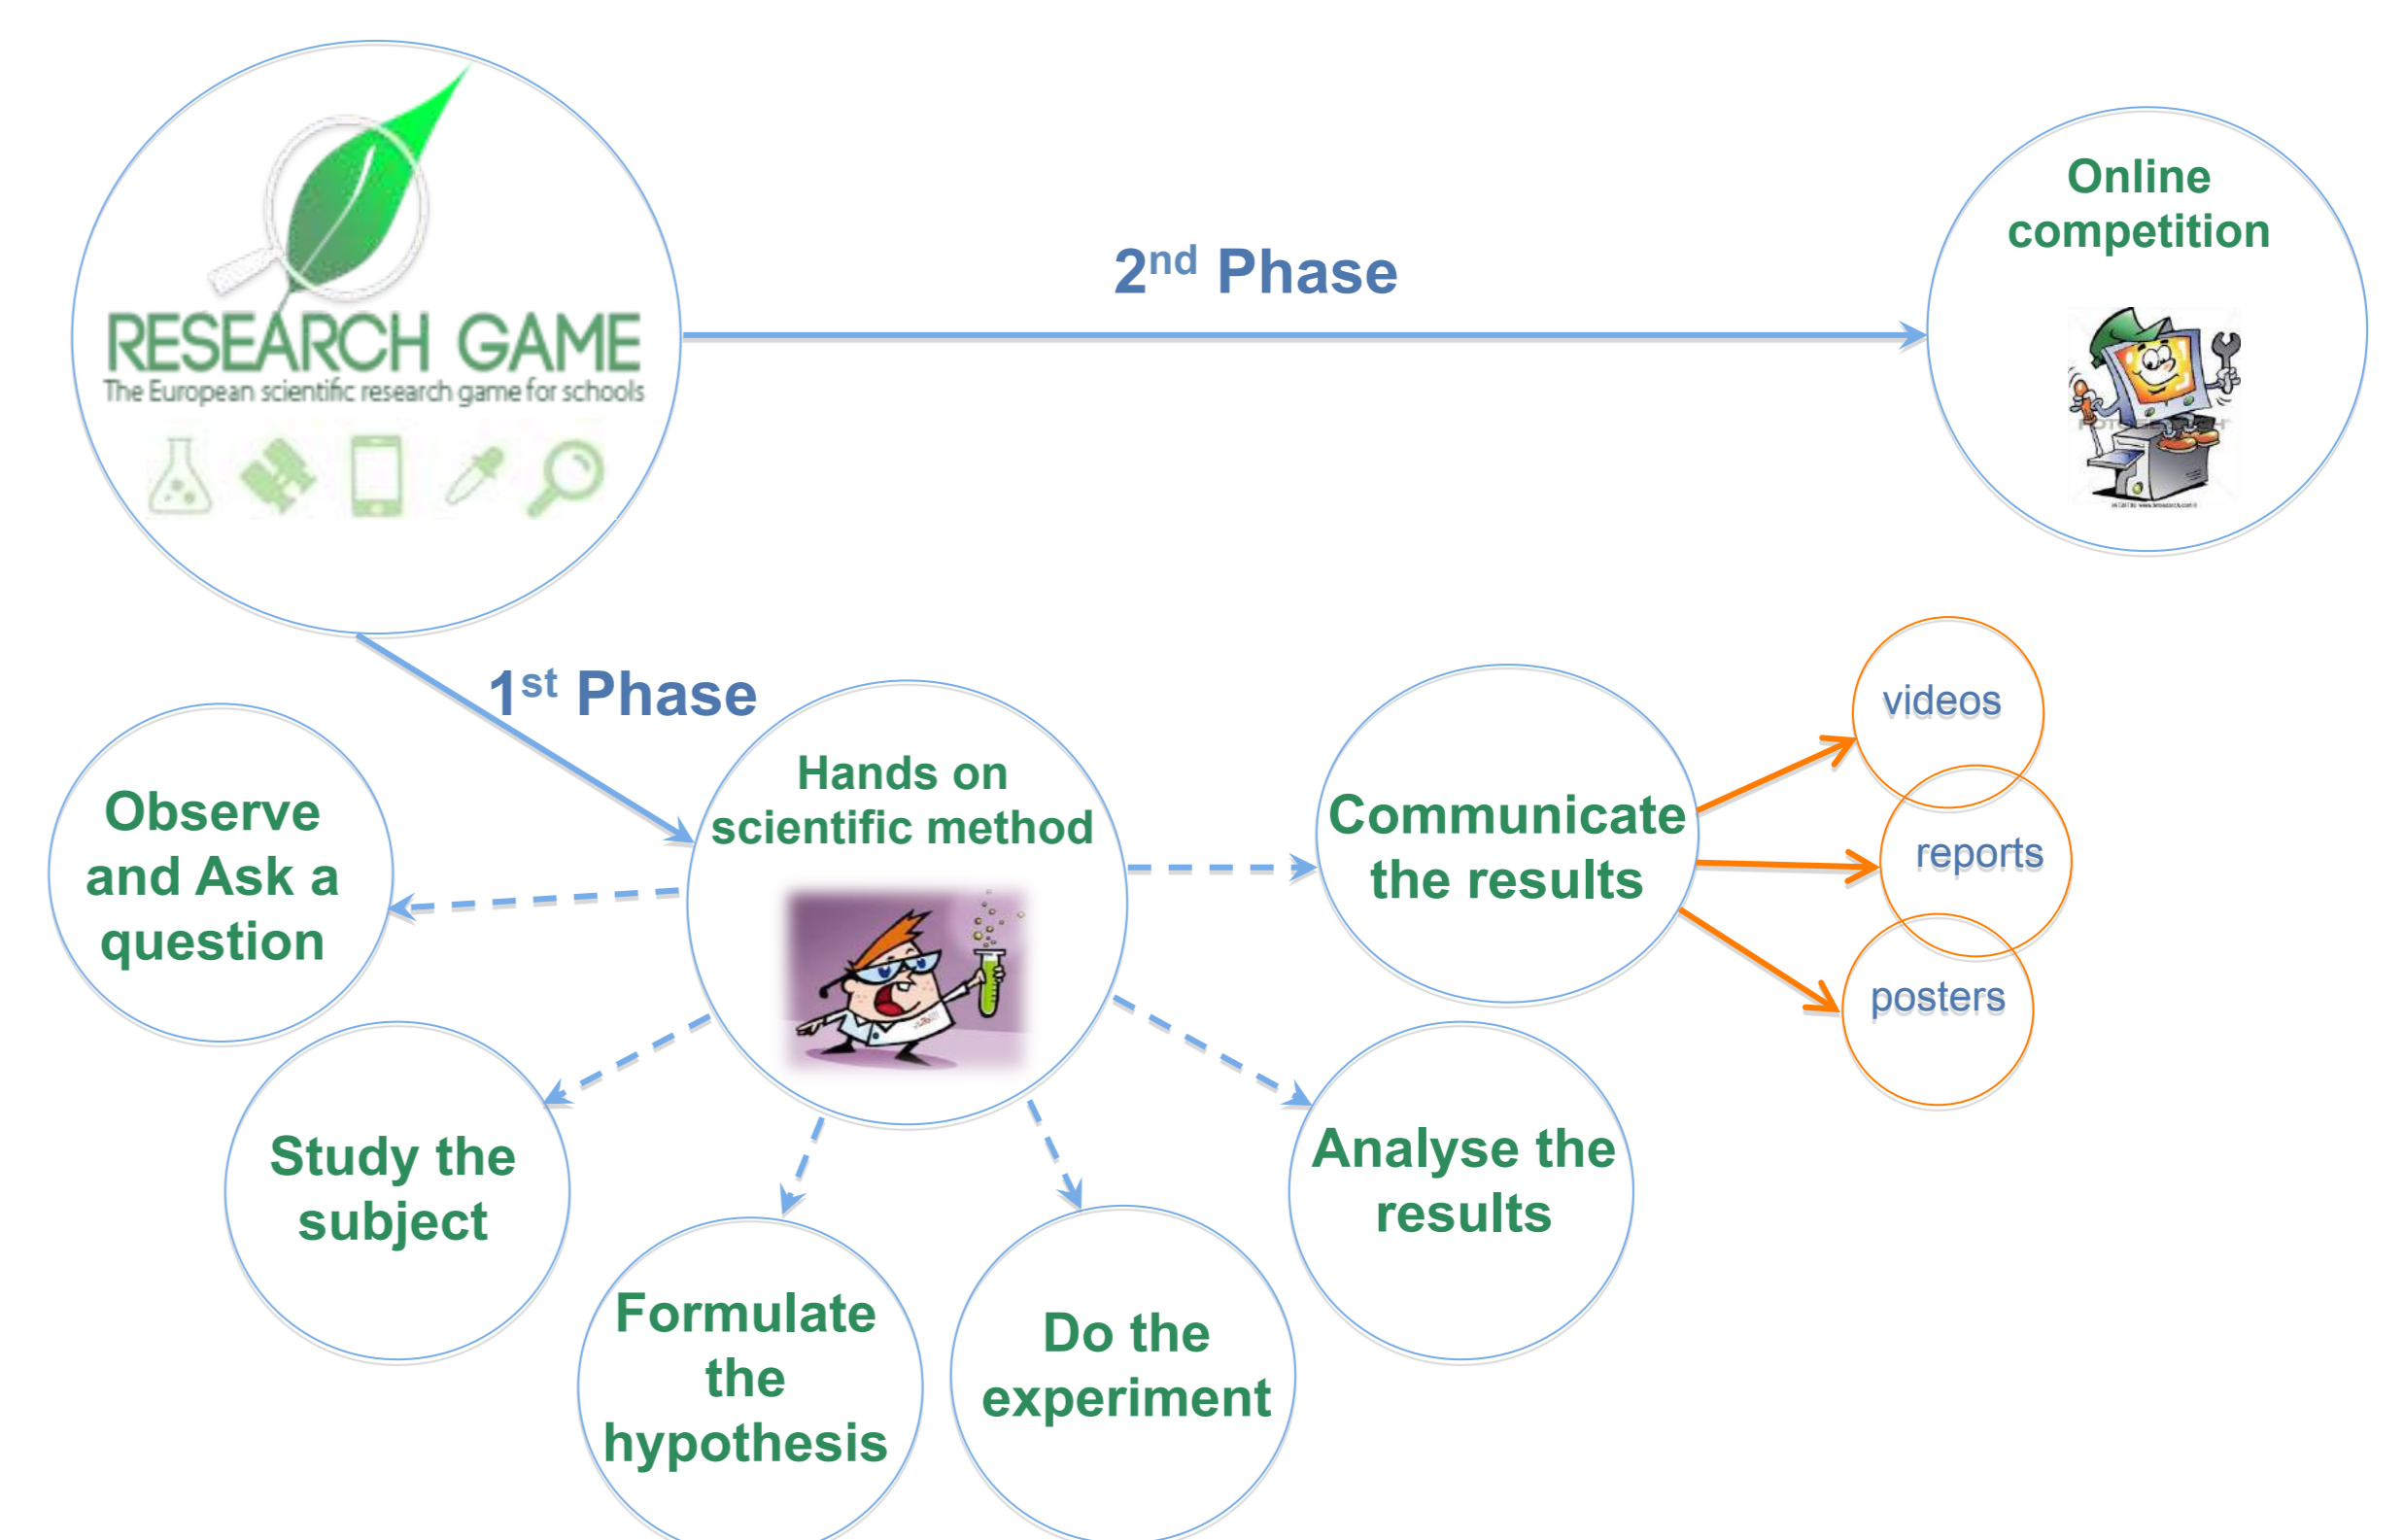 RESEARCH GAME
The European scientific research game for schools
2nd Phase
Online
competition
1st Phase
Hands on
scientific method
Observe
and Ask a
question
Study the
subject
Formulate
the
hypothesis
Do the
experiment
Analyse the
results
Communicate
the results
videos
reports
posters